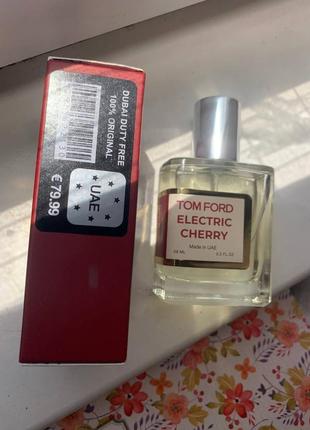 DUBAI DUTY FREE
100% ORIGINAL
UAE
€ 79.99
TOM FORD
ELECTRIC
CHERRY
Made in UAE